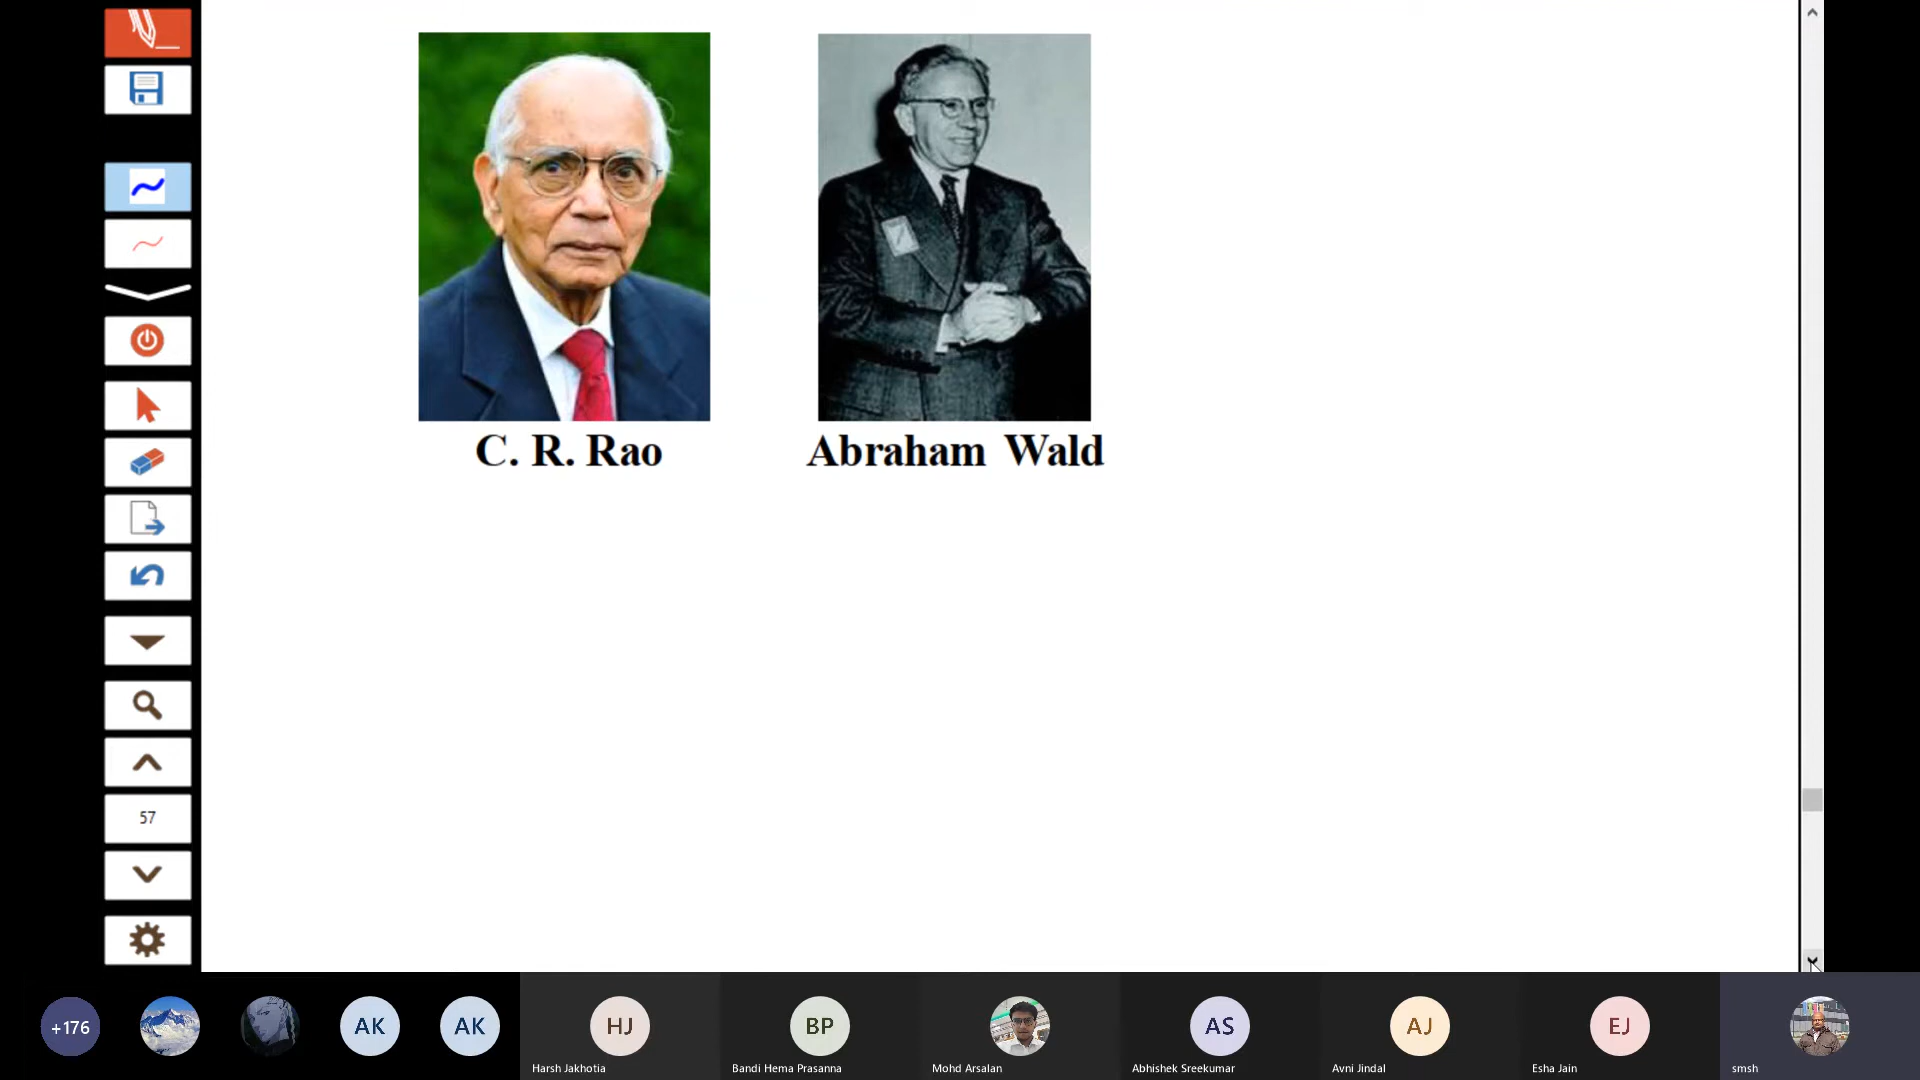 C. R. Rao
Abraham Wald
57
+176
AK
AK
HJ
BP
AS
AJ
EJ
Harsh Jakhotia
Bandi Hema Prasanna
Mohd Arsalan
Abhishek Sreekumar
Avni Jindal
Esha Jain
smsh